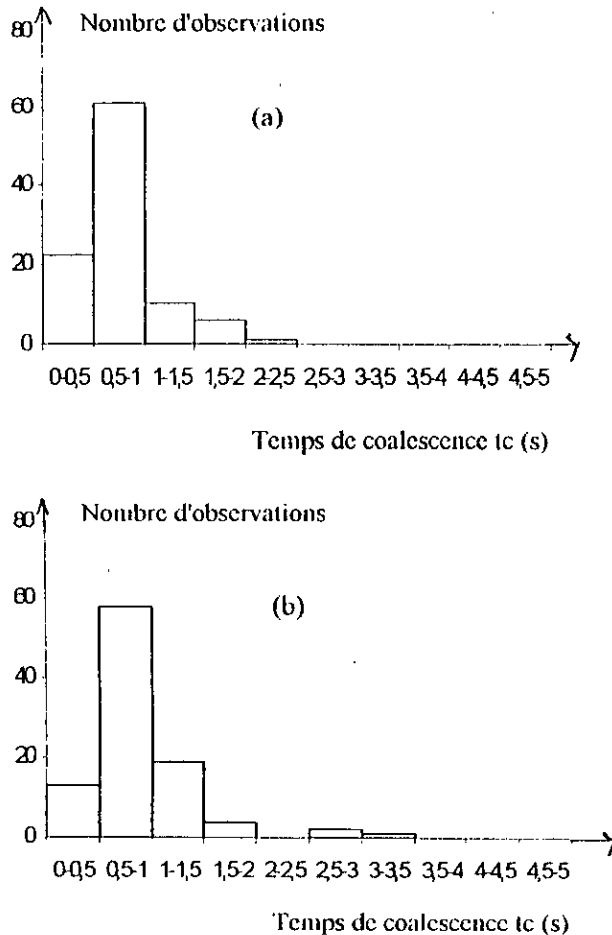 80
Nombre d'observations
60
(a)
40
20
0
0-0,5 0,5-1 1-1,5 1,5-2 2-2,5 2,5-3 3-3,5 3,5-4 4-4,5 4,5-5
Temps de coalescence tc (s)
80
Nombre d'observations
60
(b)
40
20
0
0-0,5 0,5-1 1-1,5 1,5-2 2-2,5 2,5-3 3-3,5 3,5-4 4-4,5 4,5-5
Temps de coalescence tc (s)